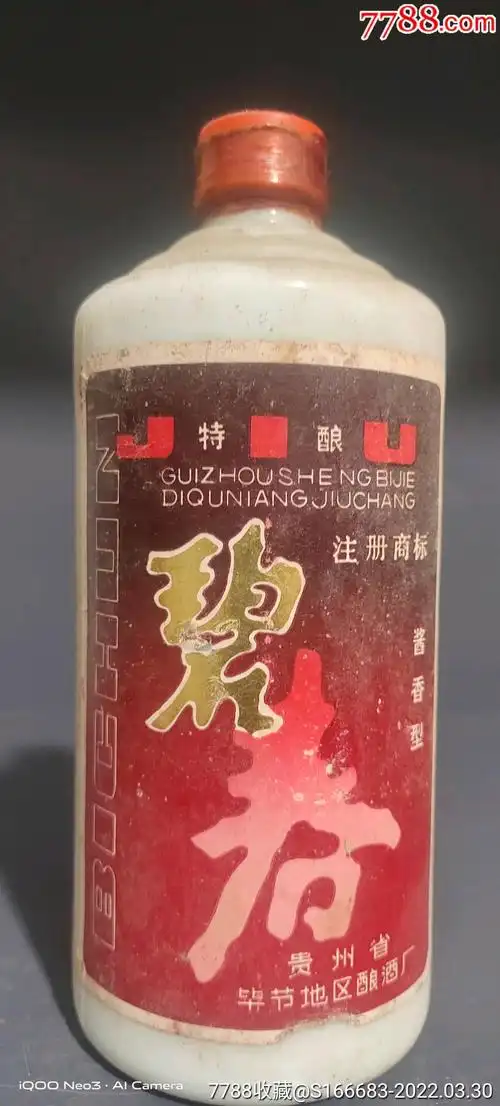 7788.com
J 特 I 酿 U
GUIZHOUSHENGBIJIE
DIQUNIANGJIUCHANG
注册商标
碧春
酱香型
BICHUN
贵州省
毕节地区酿酒厂
iQOO Neo3 · AI Camera
7788收藏@S166683-2022.03.30